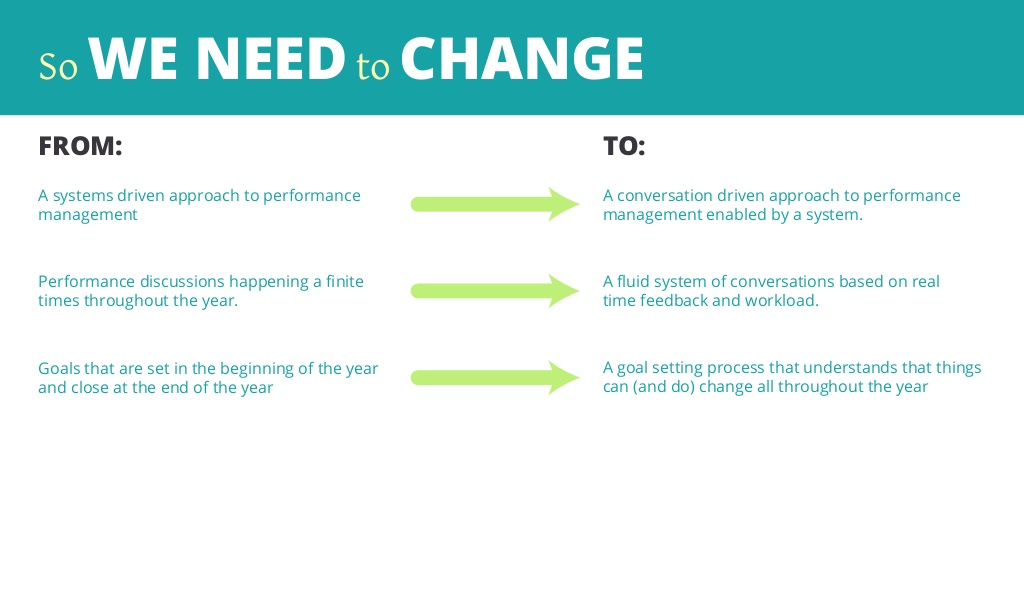 So WE NEED to CHANGE
FROM:
TO:
A systems driven approach to performance
management
A conversation driven approach to performance
management enabled by a system.
Performance discussions happening a finite
times throughout the year.
A fluid system of conversations based on real
time feedback and workload.
Goals that are set in the beginning of the year
and close at the end of the year
A goal setting process that understands that things
can (and do) change all throughout the year